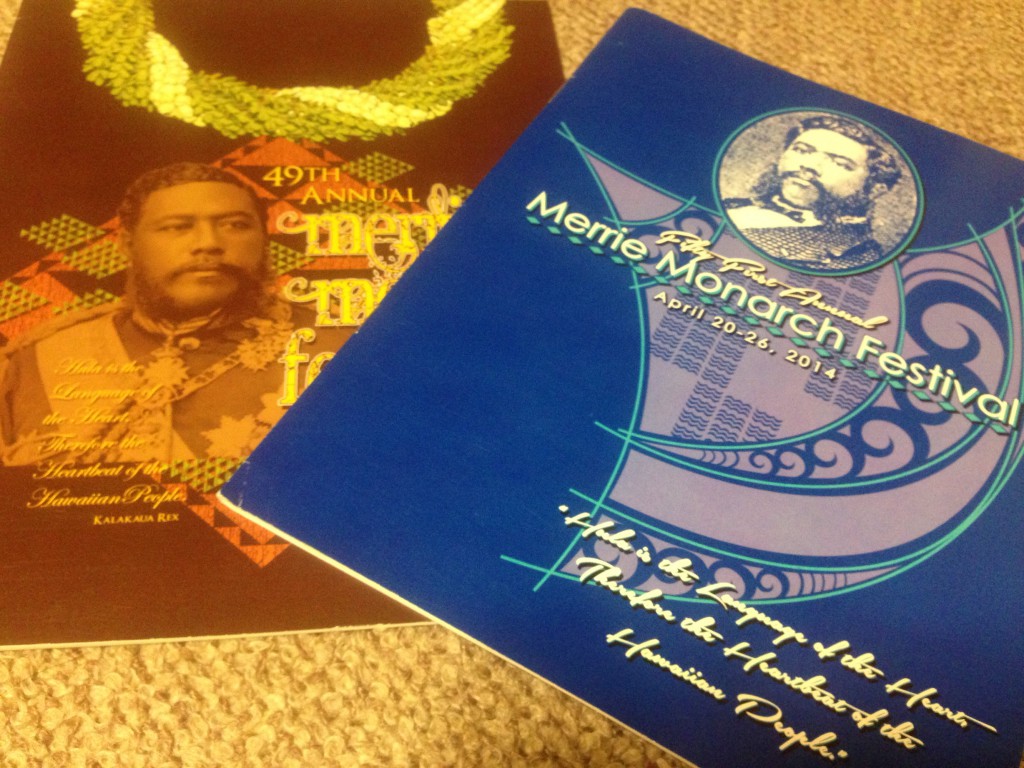 49TH
ANNUAL
Hula is the
Language of
the Heart,
Therefore the
Heartbeat of the
Hawaiian People.
KALAKAUA REX
Fifty First Annual
Merrie Monarch Festival
April 20-26, 2014
"Hula is the Language of the Heart,
Therefore the Heartbeat of the
Hawaiian People."